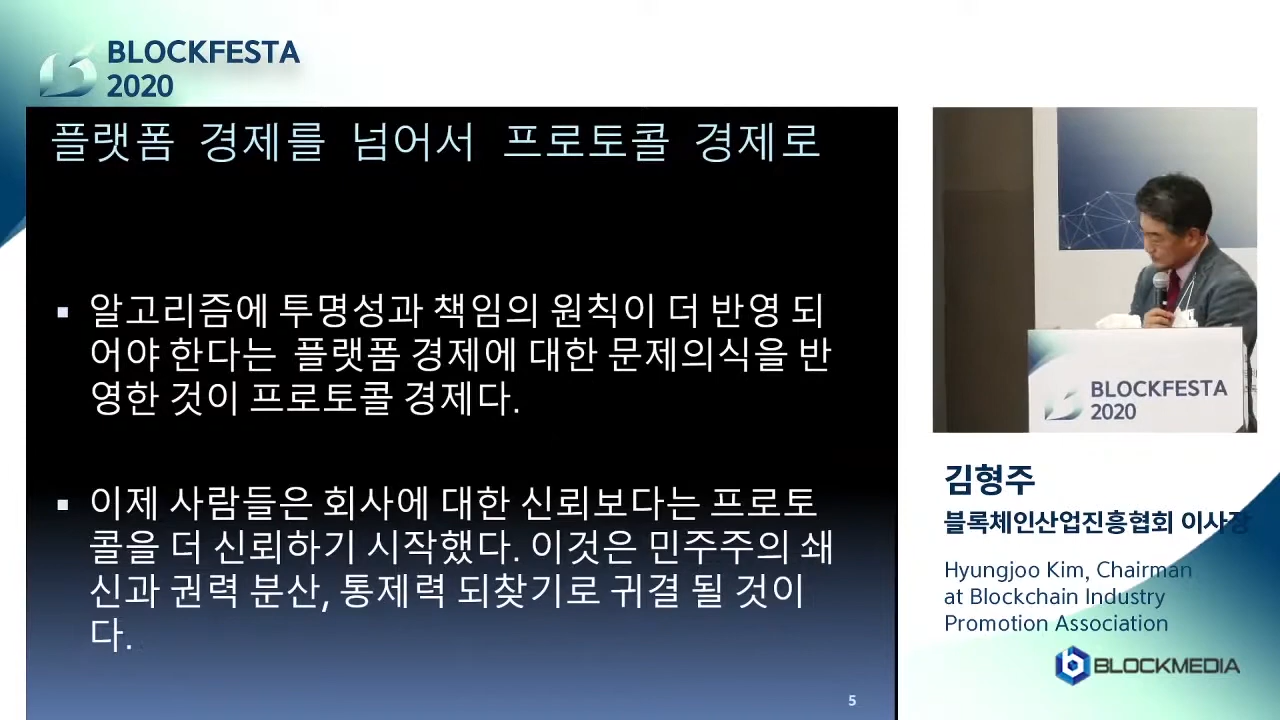 BLOCKFESTA
2020
플랫폼 경제를 넘어서 프로토콜 경제로
▪ 알고리즘에 투명성과 책임의 원칙이 더 반영 되
어야 한다는 플랫폼 경제에 대한 문제의식을 반
영한 것이 프로토콜 경제다.
▪ 이제 사람들은 회사에 대한 신뢰보다는 프로토
콜을 더 신뢰하기 시작했다. 이것은 민주주의 쇄
신과 권력 분산, 통제력 되찾기로 귀결 될 것이
다.
5
BLOCKFESTA
2020
김형주
블록체인산업진흥협회 이사장
Hyungjoo Kim, Chairman
at Blockchain Industry
Promotion Association
BLOCKMEDIA